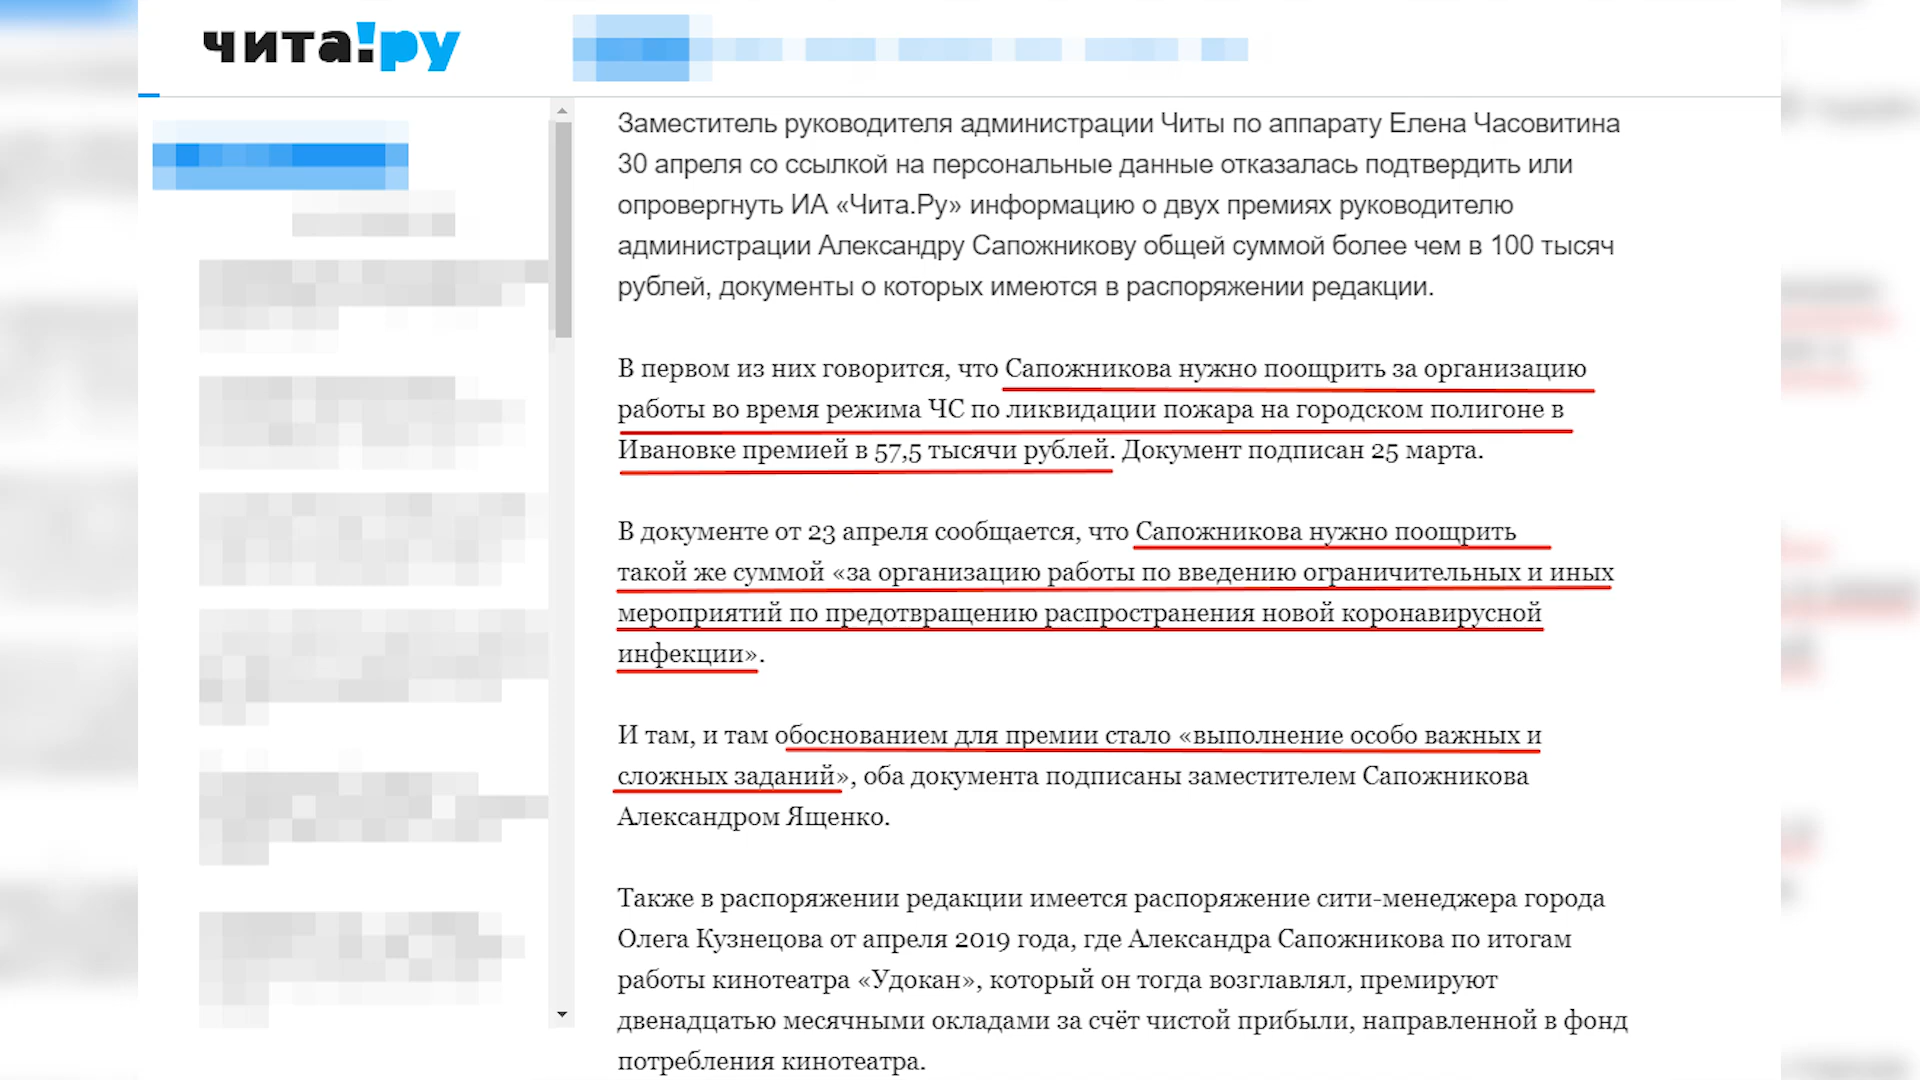 чита!ру
Заместитель руководителя администрации Читы по аппарату Елена Часовитина
30 апреля со ссылкой на персональные данные отказалась подтвердить или
опровергнуть ИА «Чита.Ру» информацию о двух премиях руководителю
администрации Александру Сапожникову общей суммой более чем в 100 тысяч
рублей, документы о которых имеются в распоряжении редакции.
В первом из них говорится, что Сапожникова нужно поощрить за организацию
работы во время режима ЧС по ликвидации пожара на городском полигоне в
Ивановке премией в 57,5 тысячи рублей. Документ подписан 25 марта.
В документе от 23 апреля сообщается, что Сапожникова нужно поощрить
такой же суммой «за организацию работы по введению ограничительных и иных
мероприятий по предотвращению распространения новой коронавирусной
инфекции».
И там, и там обоснованием для премии стало «выполнение особо важных и
сложных заданий», оба документа подписаны заместителем Сапожникова
Александром Ященко.
Также в распоряжении редакции имеется распоряжение сити-менеджера города
Олега Кузнецова от апреля 2019 года, где Александра Сапожникова по итогам
работы кинотеатра «Удокан», который он тогда возглавлял, премируют
двенадцатью месячными окладами за счёт чистой прибыли, направленной в фонд
потребления кинотеатра.